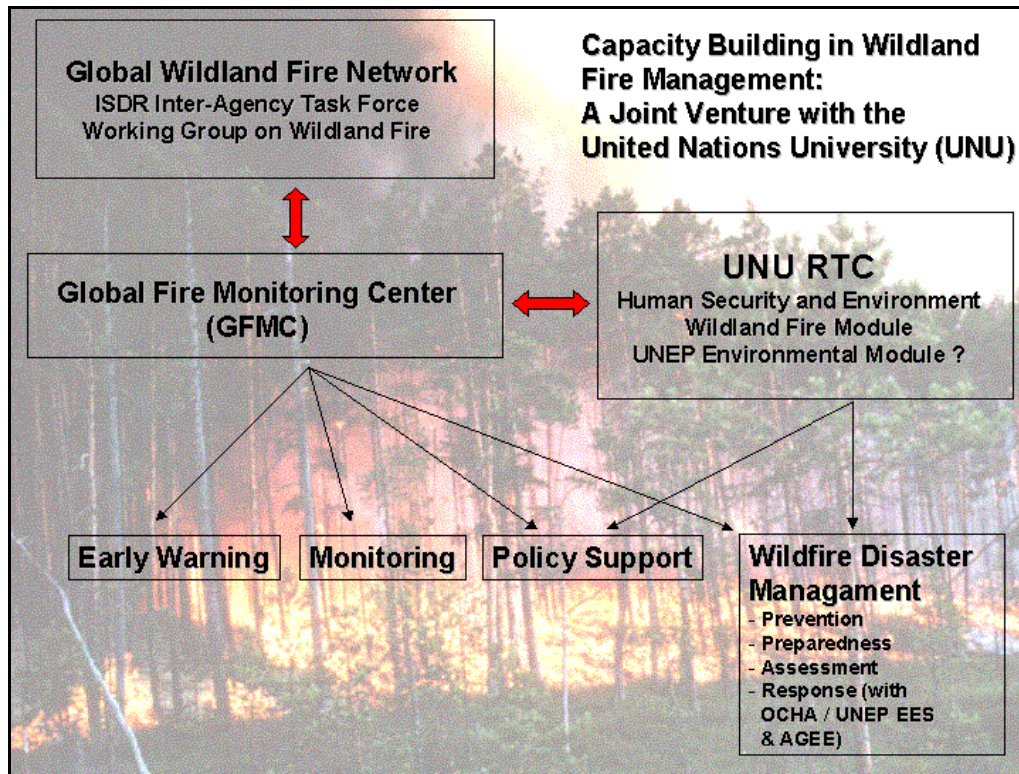 Global Wildland Fire Network
ISDR Inter-Agency Task Force
Working Group on Wildland Fire
Capacity Building in Wildland
Fire Management:
A Joint Venture with the
United Nations University (UNU)
Global Fire Monitoring Center
(GFMC)
UNU RTC
Human Security and Environment
Wildland Fire Module
UNEP Environmental Module ?
Early Warning
Monitoring
Policy Support
Wildfire Disaster
Managament
- Prevention
- Preparedness
- Assessment
- Response (with
OCHA / UNEP EES
& AGEE)